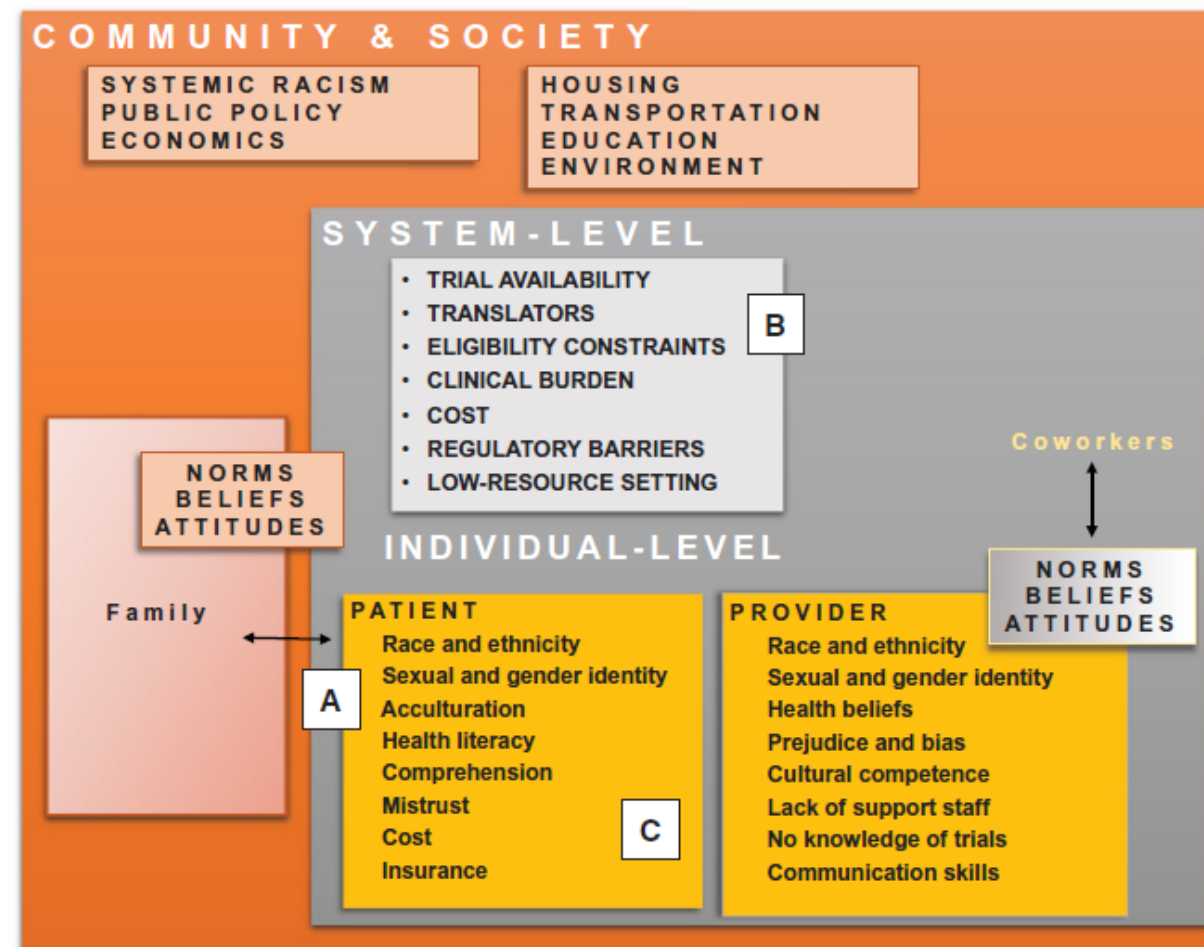 COMMUNITY & SOCIETY
SYSTEMIC RACISM
PUBLIC POLICY
ECONOMICS
HOUSING
TRANSPORTATION
EDUCATION
ENVIRONMENT
SYSTEM-LEVEL
• TRIAL AVAILABILITY
• TRANSLATORS
• ELIGIBILITY CONSTRAINTS
• CLINICAL BURDEN
• COST
• REGULATORY BARRIERS
• LOW-RESOURCE SETTING
B
NORMS
BELIEFS
ATTITUDES
Family
Coworkers
NORMS
BELIEFS
ATTITUDES
INDIVIDUAL-LEVEL
PATIENT
Race and ethnicity
Sexual and gender identity
Acculturation
Health literacy
Comprehension
Mistrust
Cost
Insurance
A
C
PROVIDER
Race and ethnicity
Sexual and gender identity
Health beliefs
Prejudice and bias
Cultural competence
Lack of support staff
No knowledge of trials
Communication skills